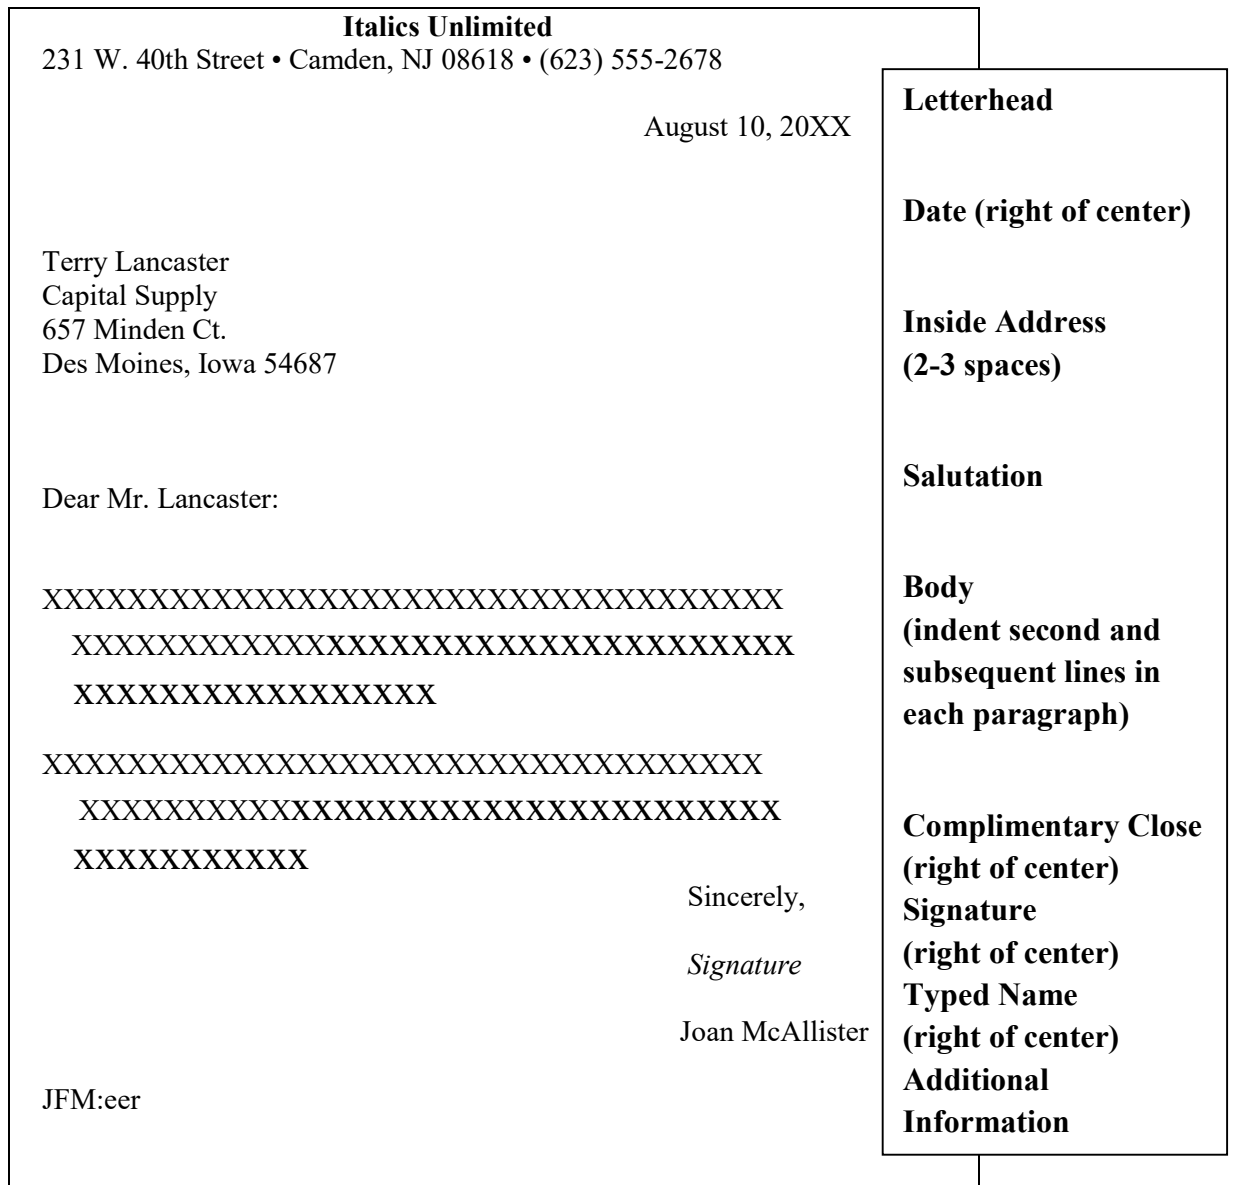 Italics Unlimited
231 W. 40th Street • Camden, NJ 08618 • (623) 555-2678
August 10, 20XX
Terry Lancaster
Capital Supply
657 Minden Ct.
Des Moines, Iowa 54687
Dear Mr. Lancaster:
XXXXXXXXXXXXXXXXXXXXXXXXXXXXXXXXXXX
XXXXXXXXXXXXXXXXXXXXXXXXXXXXXXXXXX
XXXXXXXXXXXXXXXXX
XXXXXXXXXXXXXXXXXXXXXXXXXXXXXXXXXX
XXXXXXXXXXXXXXXXXXXXXXXXXXXXXXXXX
XXXXXXXXXXX
Sincerely,
Signature
Joan McAllister
JFM:eer
Letterhead
Date (right of center)
Inside Address
(2-3 spaces)
Salutation
Body
(indent second and
subsequent lines in
each paragraph)
Complimentary Close
(right of center)
Signature
(right of center)
Typed Name
(right of center)
Additional
Information